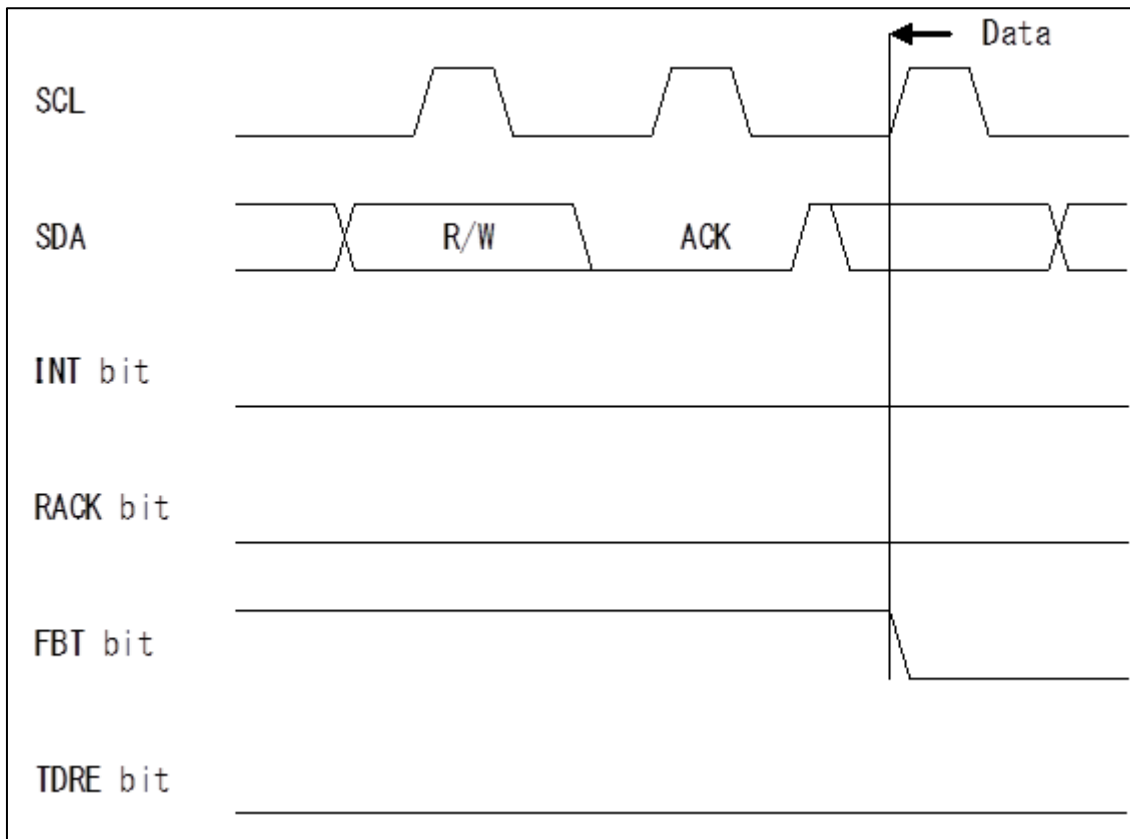 Data
SCL
SDA R/W ACK
INT bit
RACK bit
FBT bit
TDRE bit